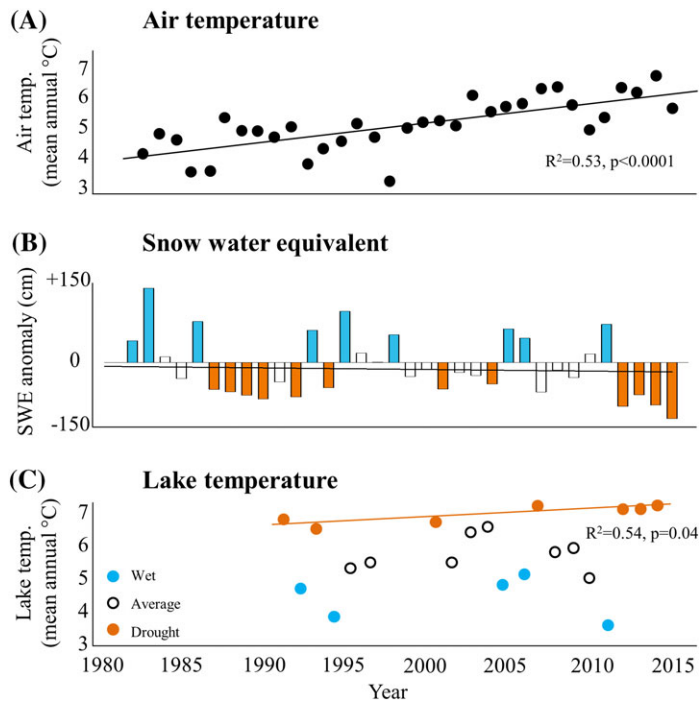 (A) Air temperature
Air temp.
(mean annual °C)
7
6
5
4
3
R²=0.53, p<0.0001
(B) Snow water equivalent
SWE anomaly (cm)
+150
0
-150
(C) Lake temperature
Lake temp.
(mean annual °C)
7
6
5
4
3
R²=0.54, p=0.04
Wet
Average
Drought
1980 1985 1990 1995 2000 2005 2010 2015
Year